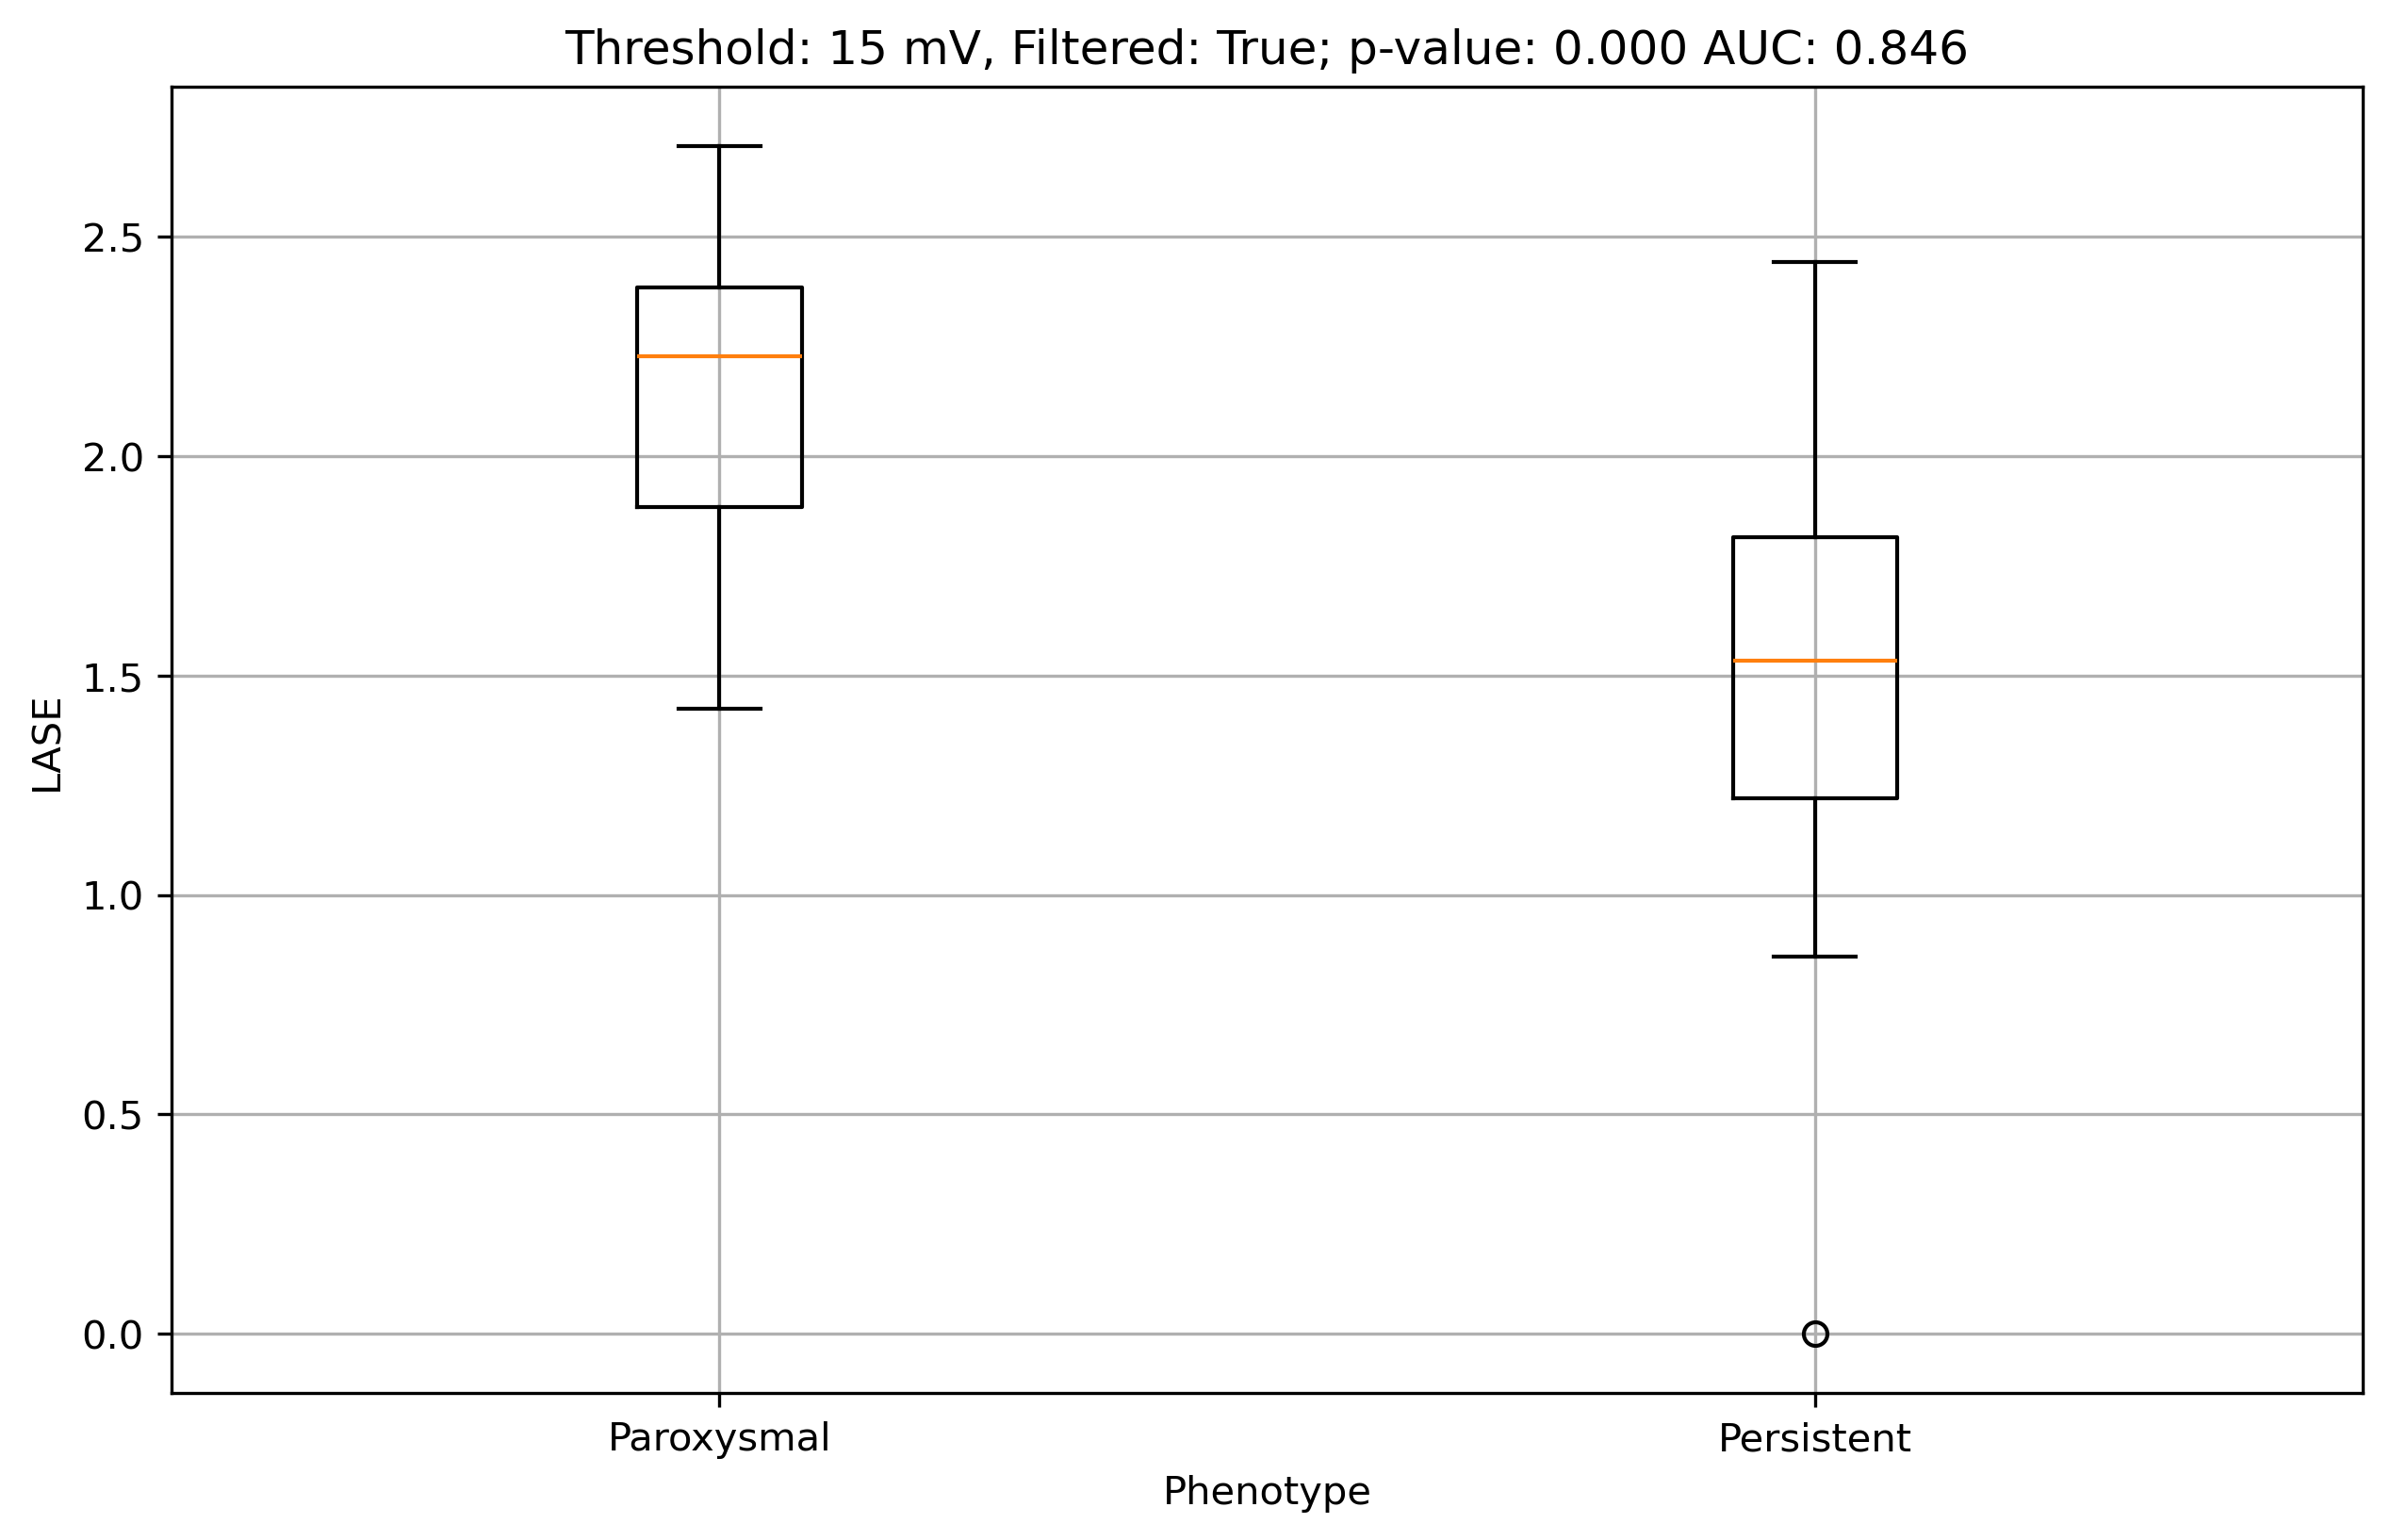 Threshold: 15 mV, Filtered: True; p-value: 0.000 AUC: 0.846
2.5
2.0
1.5
1.0
0.5
0.0
LASE
Paroxysmal
Persistent
Phenotype